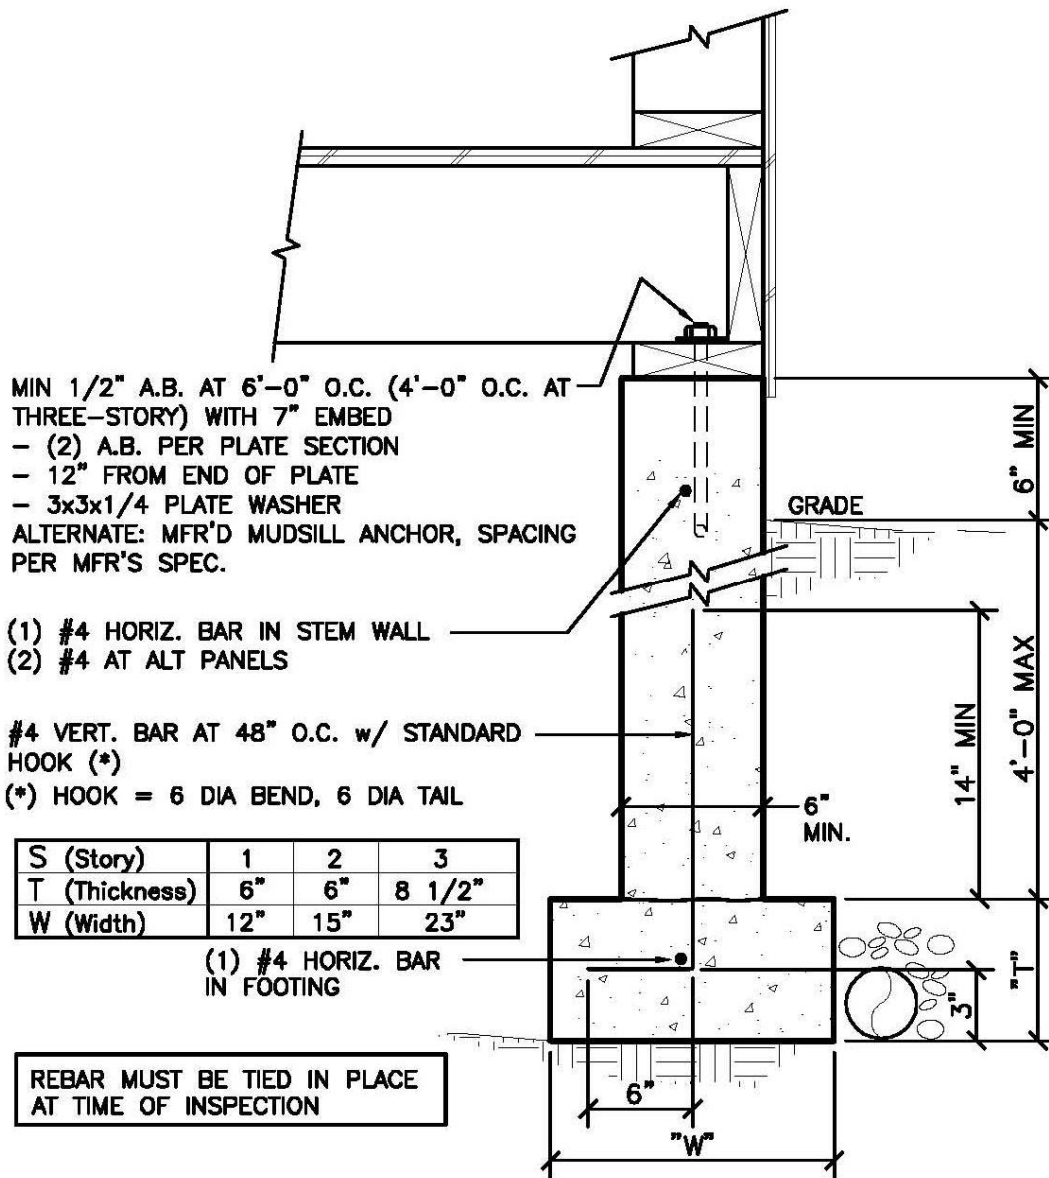 MIN 1/2" A.B. AT 6'-0" O.C. (4'-0" O.C. AT
THREE-STORY) WITH 7" EMBED
- (2) A.B. PER PLATE SECTION
- 12" FROM END OF PLATE
- 3x3x1/4 PLATE WASHER
ALTERNATE: MFR'D MUDSILL ANCHOR, SPACING
PER MFR'S SPEC.
6" MIN
GRADE
(1) #4 HORIZ. BAR IN STEM WALL
(2) #4 AT ALT PANELS
#4 VERT. BAR AT 48" O.C. w/ STANDARD
HOOK (*)
(*) HOOK = 6 DIA BEND, 6 DIA TAIL
14" MIN
4'-0" MAX
6"
MIN.
S (Story) 1 2 3
T (Thickness) 6" 6" 8 1/2"
W (Width) 12" 15" 23"
(1) #4 HORIZ. BAR
IN FOOTING
"T"
3"
REBAR MUST BE TIED IN PLACE
AT TIME OF INSPECTION
6"
"W"